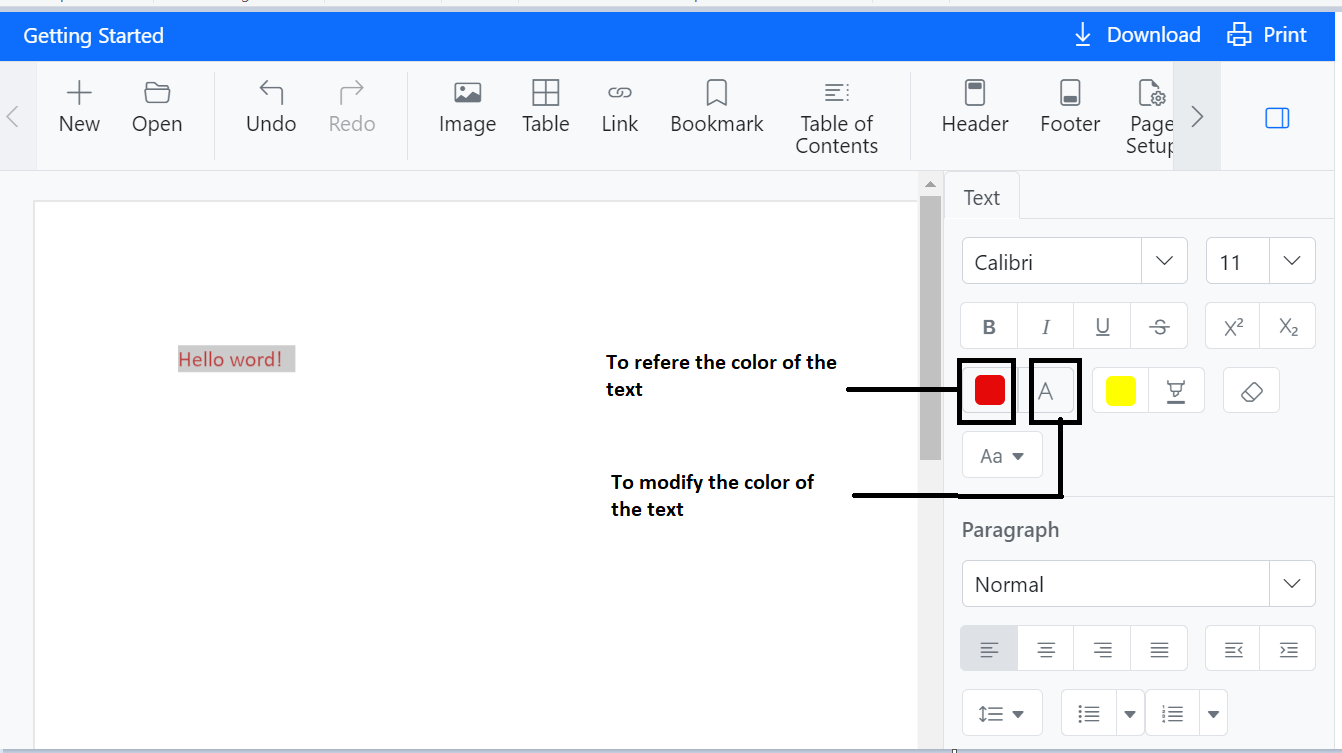 Getting Started
Download
Print
New
Open
Undo
Redo
Image
Table
Link
Bookmark
Table of
Contents
Header
Footer
Page
Setup
Text
Calibri
11
B
I
U
S
X²
X₂
Hello word!
To refere the color of the
text
A
Aa
To modify the color of
the text
Paragraph
Normal